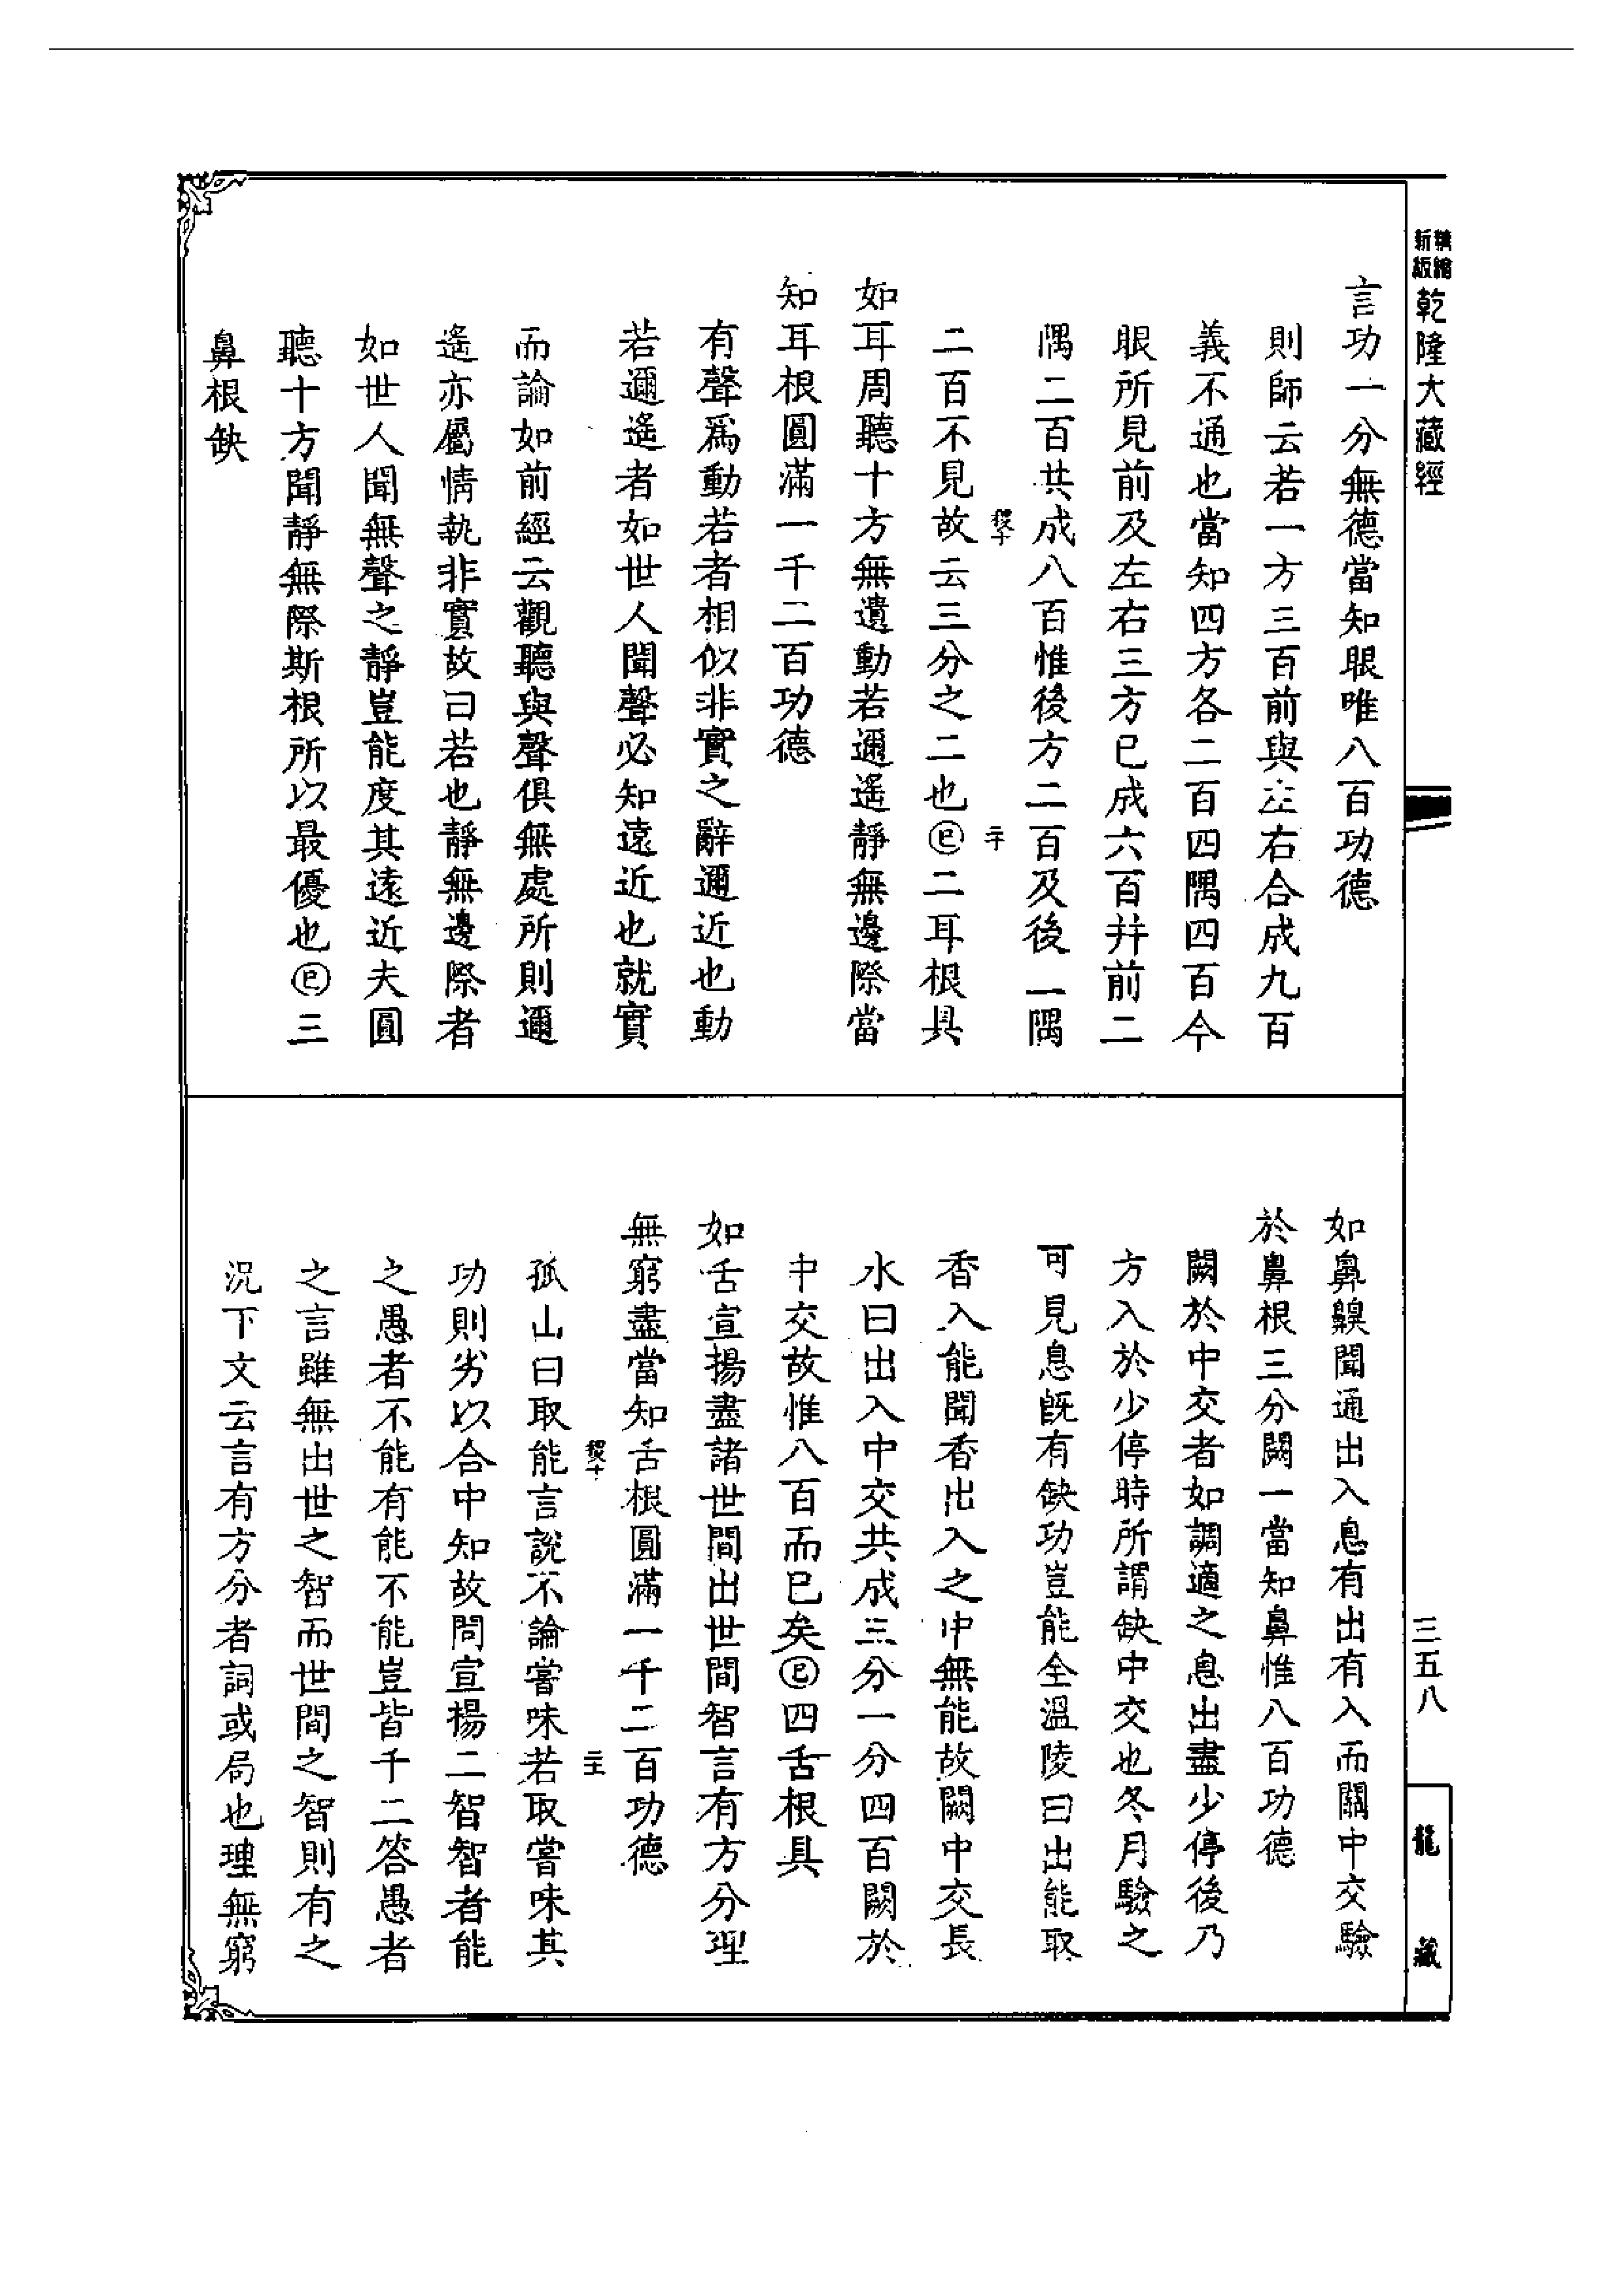 精繕新版
乾隆大藏經
言功一分無德當知眼唯八百功德
則師云若一方三百前與左右合成九百
義不通也當知四方各二百四隅四百今
眼所見前及左右三方已成六百并前二
隅二百共成八百惟後方二百及後一隅
稷十
二十
二百不見故云三分之二也㊁二耳根具
如耳周聽十方無遺動若邇遙靜無邊際當
知耳根圓滿一千二百功德
有聲爲動若者相似非實之辭邇近也動
若邇遙者如世人聞聲必知遠近也就實
而論如前經云觀聽與聲俱無處所則邇
遙亦屬情執非實故曰若也靜無邊際者
如世人聞無聲之靜豈能度其遠近夫圓
聽十方聞靜無際斯根所以最優也巳三
鼻根缺
如鼻齅聞通出入息有出有入而闕中交驗
於鼻根三分闕一當知鼻惟八百功德
闕於中交者如調適之息出盡少停後乃
方入於少停時所謂缺中交也冬月驗之
可見息旣有缺功豈能全溫陵曰出能取
香入能聞香出入之中無能故闕中交長
水曰出入中交共成三分一分四百闕於
中交故惟八百而已矣巳四舌根具
如舌宣揚盡諸世間出世間智言有方分理
無窮盡當知舌根圓滿一千二百功德
稷十
二主
孤山曰取能言說不論嘗味若取嘗味其
功則劣以合中知故問宣揚二智智者能
之愚者不能有能不能豈皆千二答愚者
之言雖無出世之智而世間之智則有之
況下文云言有方分者詞或局也理無窮
三五八
龍藏